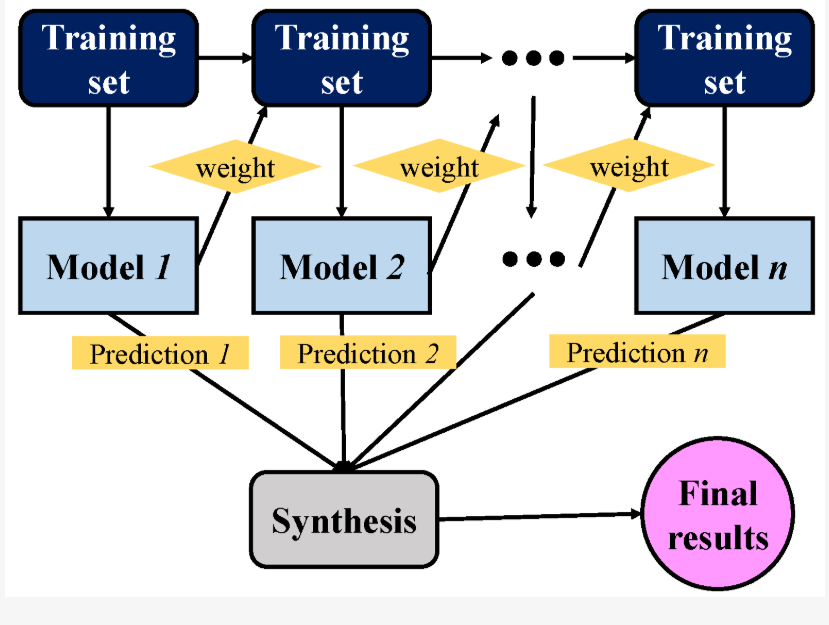 Training
set
Training
set
Training
set
weight
weight
weight
Model 1
Model 2
Model n
Prediction 1
Prediction 2
Prediction n
Synthesis
Final
results